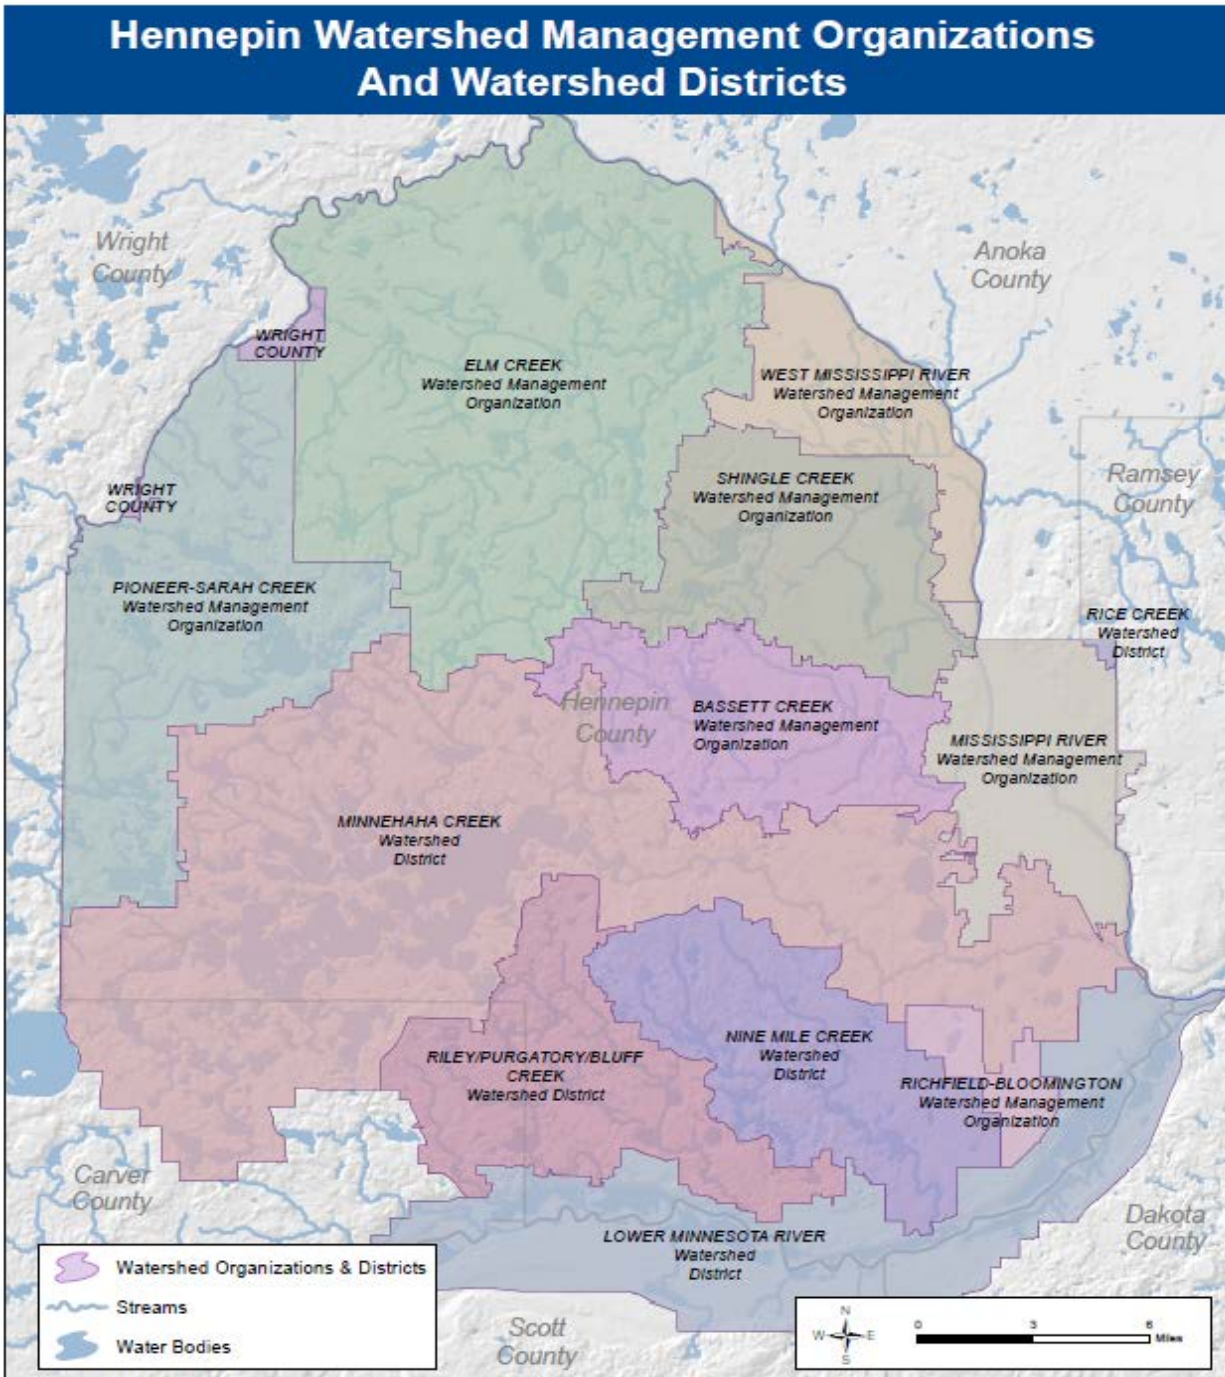 Hennepin Watershed Management Organizations
And Watershed Districts
Wright
County
Anoka
County
WRIGHT
COUNTY
ELM CREEK
Watershed Management
Organization
WEST MISSISSIPPI RIVER
Watershed Management
Organization
Ramsey
County
SHINGLE CREEK
Watershed Management
Organization
WRIGHT
COUNTY
PIONEER-SARAH CREEK
Watershed Management
Organization
RICE CREEK
Watershed
District
Hennepin
County
BASSETT CREEK
Watershed Management
Organization
MISSISSIPPI RIVER
Watershed Management
Organization
MINNEHAHA CREEK
Watershed
District
NINE MILE CREEK
Watershed
District
RILEY/PURGATORY/BLUFF
CREEK
Watershed District
RICHFIELD-BLOOMINGTON
Watershed Management
Organization
Carver
County
Dakota
County
LOWER MINNESOTA RIVER
Watershed
District
Scott
County
Watershed Organizations & Districts
Streams
Water Bodies
N
W E
S
0 3 6
Miles